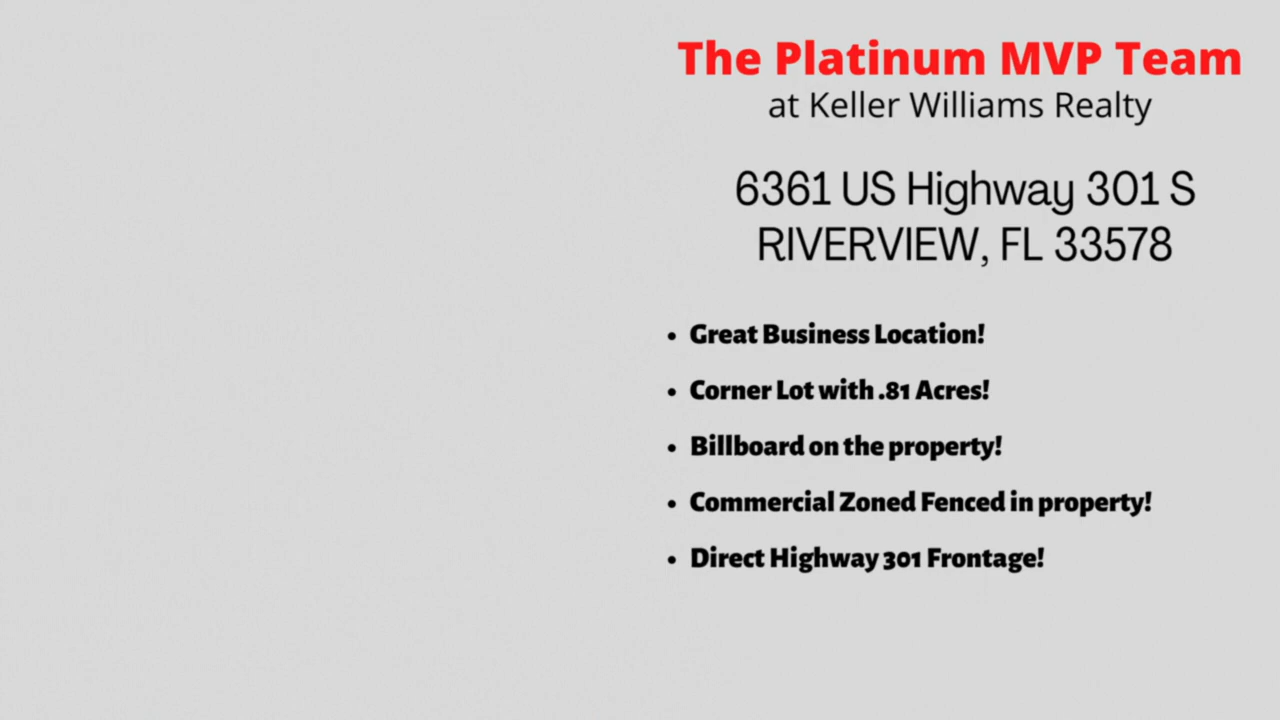 The Platinum MVP Team
at Keller Williams Realty
6361 US Highway 301 S
RIVERVIEW, FL 33578
• Great Business Location!
• Corner Lot with .81 Acres!
• Billboard on the property!
• Commercial Zoned Fenced in property!
• Direct Highway 301 Frontage!